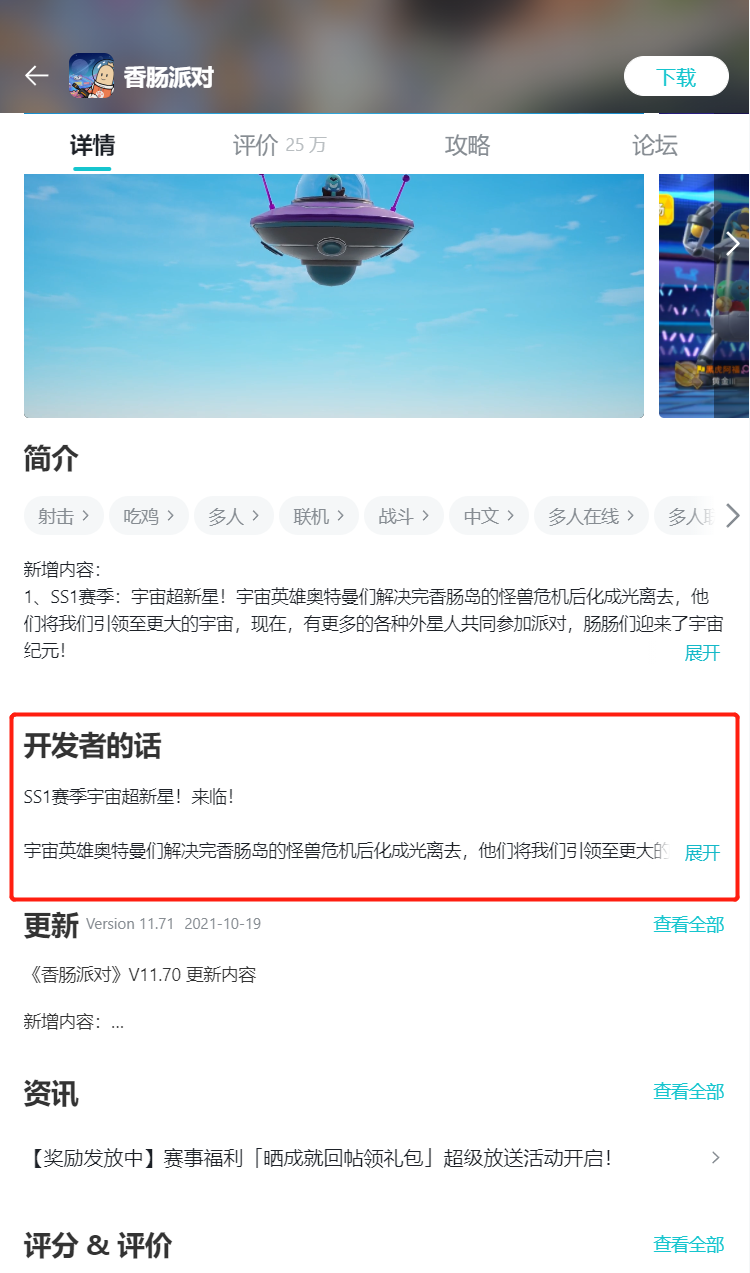 香肠派对
下载
详情
评价 25 万
攻略
论坛
简介
射击
吃鸡
多人
联机
战斗
中文
多人在线
多人联
新增内容：
1、SS1赛季：宇宙超新星！宇宙英雄奥特曼们解决完香肠岛的怪兽危机后化成光离去，他
们将我们引领至更大的宇宙，现在，有更多的各种外星人共同参加派对，肠肠们迎来了宇宙
纪元！
展开
开发者的话
SS1赛季宇宙超新星！来临！
宇宙英雄奥特曼们解决完香肠岛的怪兽危机后化成光离去，他们将我们引领至更大的
展开
更新 Version 11.71 2021-10-19
查看全部
《香肠派对》V11.70 更新内容
新增内容：...
资讯
查看全部
【奖励发放中】赛事福利「晒成就回帖领礼包」超级放送活动开启！
评分 & 评价
查看全部